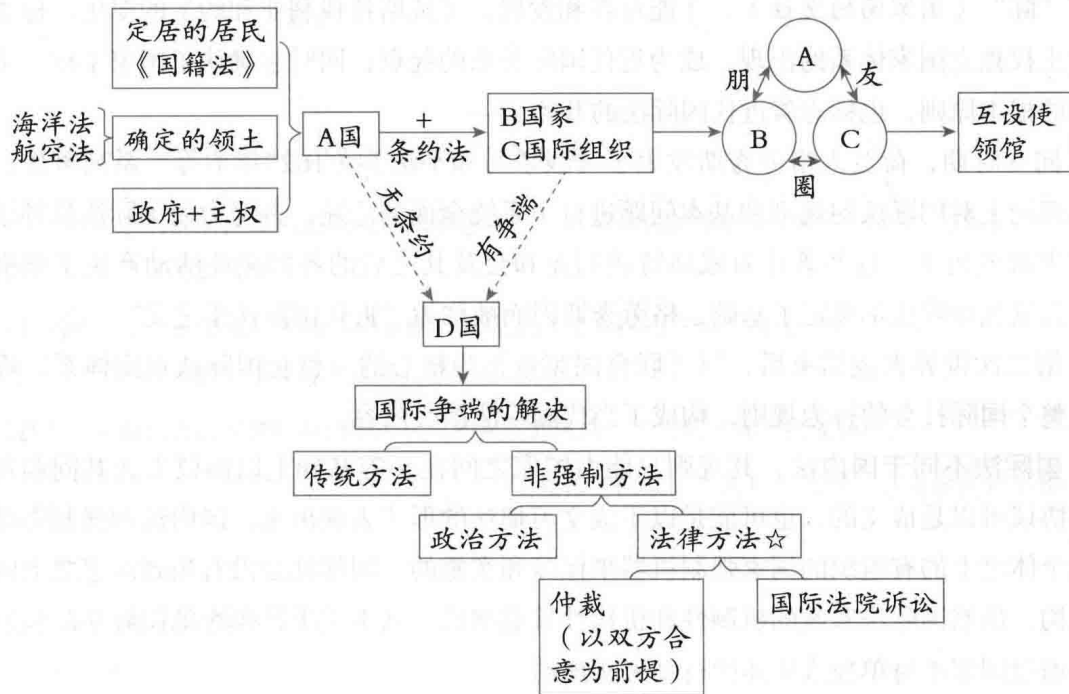 定居的居民
《国籍法》
海洋法
航空法
确定的领土
政府+主权
A国
+
条约法
B国家
C国际组织
A
朋
友
B
C
圈
互设使
领馆
无条约
有争端
D国
国际争端的解决
传统方法
非强制方法
政治方法
法律方法☆
仲裁
（以双方合
意为前提）
国际法院诉讼